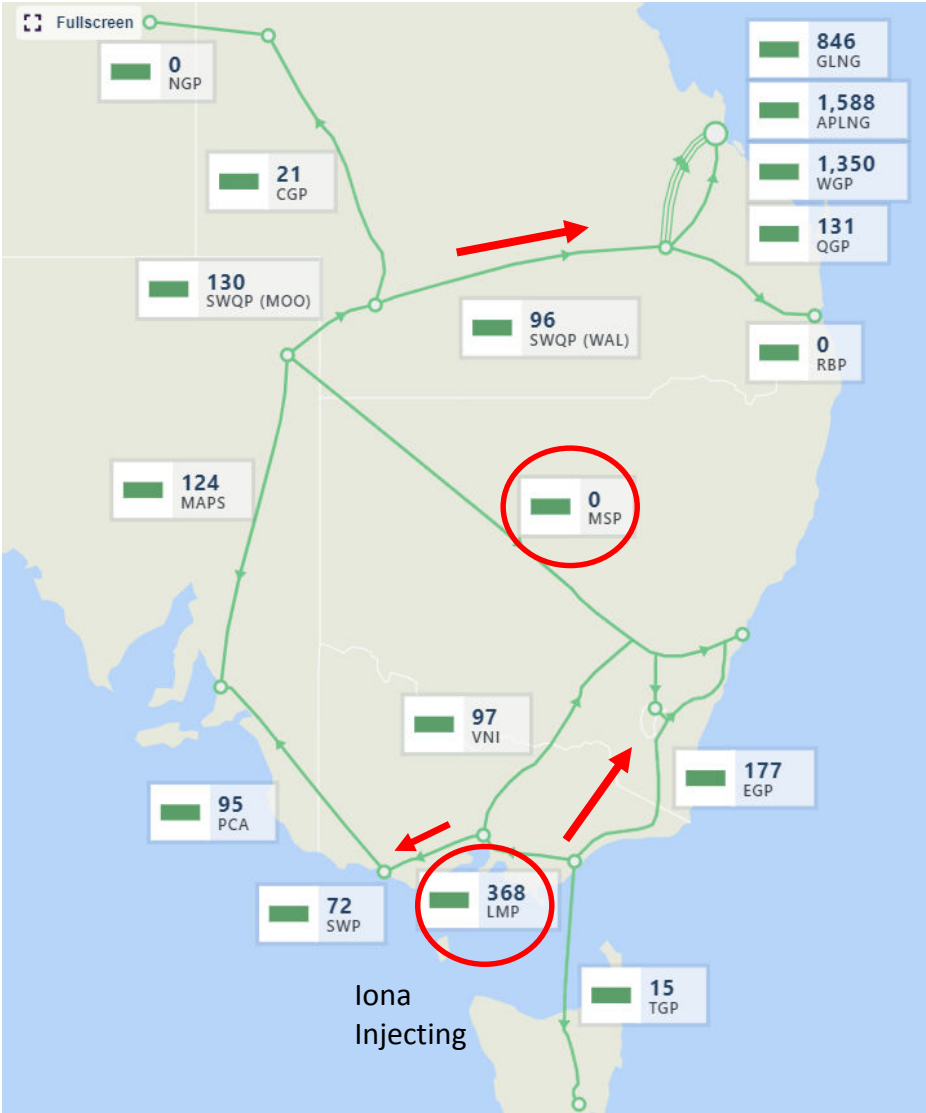 Fullscreen
0
NGP
846
GLNG
1,588
APLNG
1,350
WGP
131
QGP
21
CGP
130
SWQP (MOO)
96
SWQP (WAL)
0
RBP
124
MAPS
0
MSP
97
VNI
177
EGP
95
PCA
368
LMP
72
SWP
15
TGP
Iona
Injecting